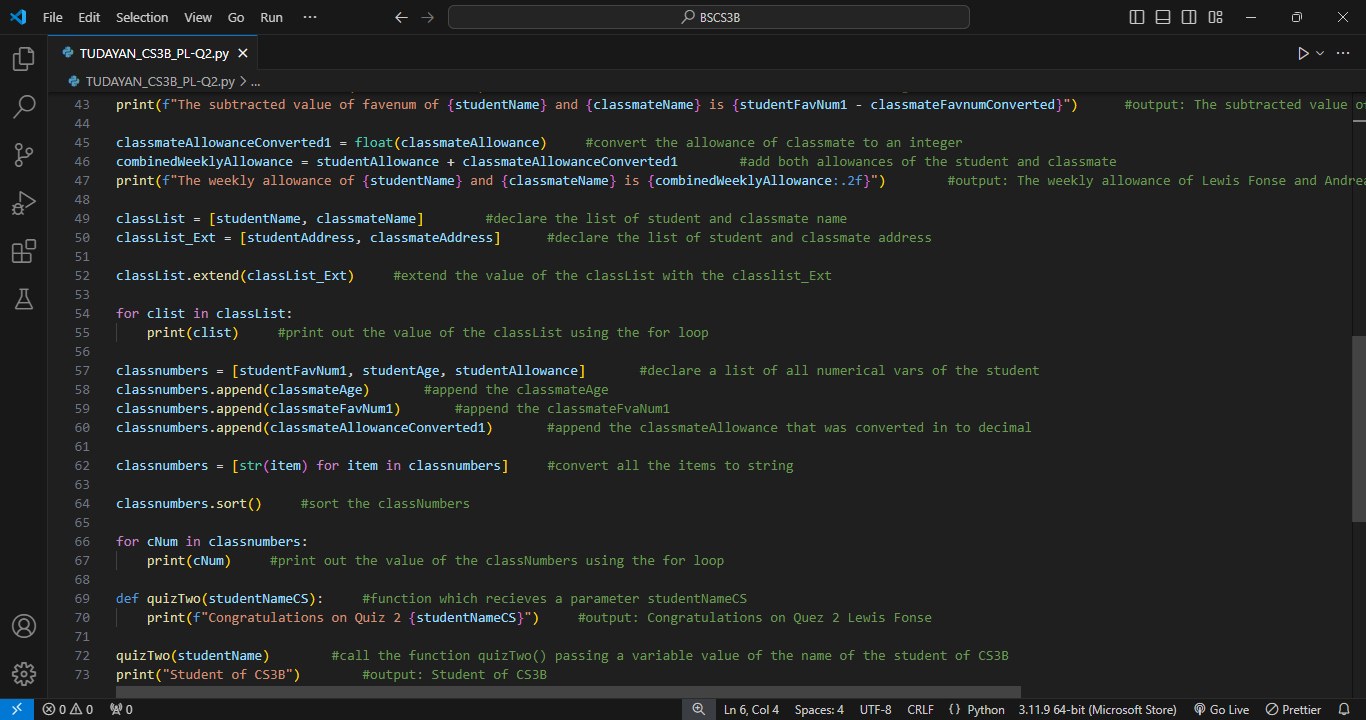 File Edit Selection View Go Run ··· BSCS3B
TUDAYAN_CS3B_PL-Q2.py
TUDAYAN_CS3B_PL-Q2.py > ...
43 print(f"The subtracted value of favenum of {studentName} and {classmateName} is {studentFavNum1 - classmateFavnumConverted}") #output: The subtracted value of
44
45 classmateAllowanceConverted1 = float(classmateAllowance) #convert the allowance of classmate to an integer
46 combinedWeeklyAllowance = studentAllowance + classmateAllowanceConverted1 #add both allowances of the student and classmate
47 print(f"The weekly allowance of {studentName} and {classmateName} is {combinedWeeklyAllowance:.2f}") #output: The weekly allowance of Lewis Fonse and Andrea
48
49 classList = [studentName, classmateName] #declare the list of student and classmate name
50 classList_Ext = [studentAddress, classmateAddress] #declare the list of student and classmate address
51
52 classList.extend(classList_Ext) #extend the value of the classList with the classlist_Ext
53
54 for clist in classList:
55 print(clist) #print out the value of the classList using the for loop
56
57 classnumbers = [studentFavNum1, studentAge, studentAllowance] #declare a list of all numerical vars of the student
58 classnumbers.append(classmateAge) #append the classmateAge
59 classnumbers.append(classmateFavNum1) #append the classmateFvaNum1
60 classnumbers.append(classmateAllowanceConverted1) #append the classmateAllowance that was converted in to decimal
61
62 classnumbers = [str(item) for item in classnumbers] #convert all the items to string
63
64 classnumbers.sort() #sort the classNumbers
65
66 for cNum in classnumbers:
67 print(cNum) #print out the value of the classNumbers using the for loop
68
69 def quizTwo(studentNameCS): #function which recieves a parameter studentNameCS
70 print(f"Congratulations on Quiz 2 {studentNameCS}") #output: Congratulations on Quez 2 Lewis Fonse
71
72 quizTwo(studentName) #call the function quizTwo() passing a variable value of the name of the student of CS3B
73 print("Student of CS3B") #output: Student of CS3B
0 0 0 Ln 6, Col 4 Spaces: 4 UTF-8 CRLF {} Python 3.11.9 64-bit (Microsoft Store) Go Live Prettier